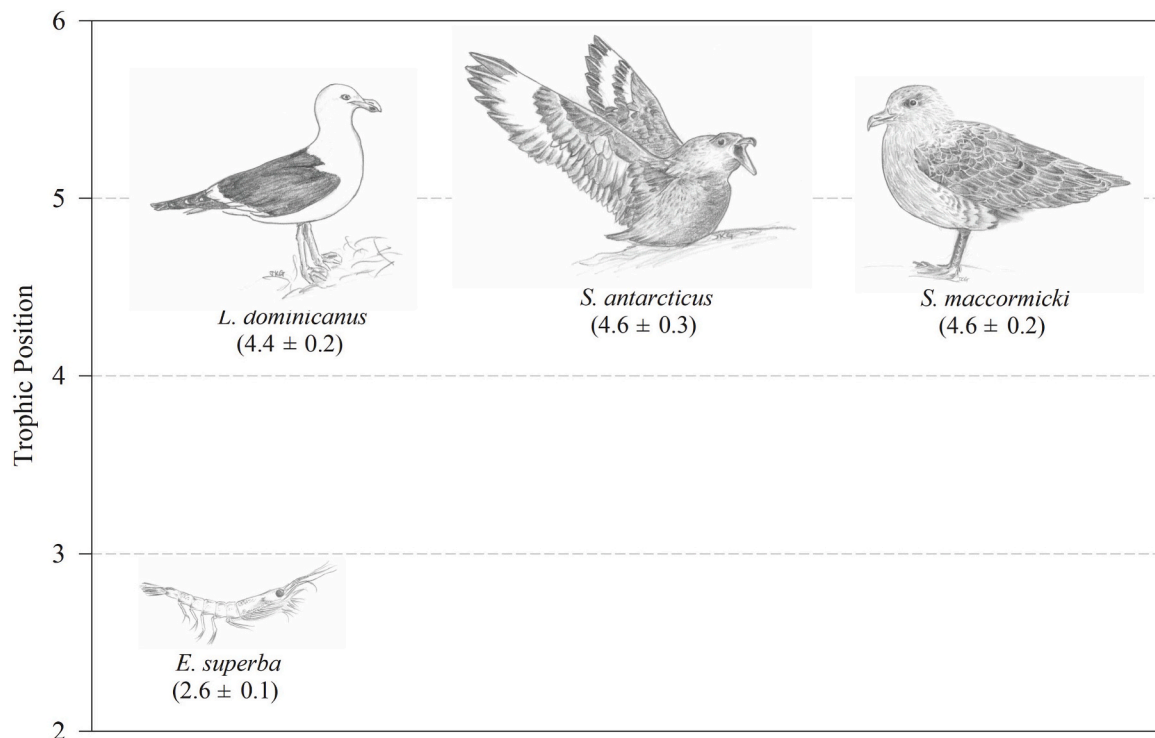 6
5
L. dominicanus
(4.4 ± 0.2)
S. antarcticus
(4.6 ± 0.3)
S. maccormicki
(4.6 ± 0.2)
Trophic Position
4
3
E. superba
(2.6 ± 0.1)
2